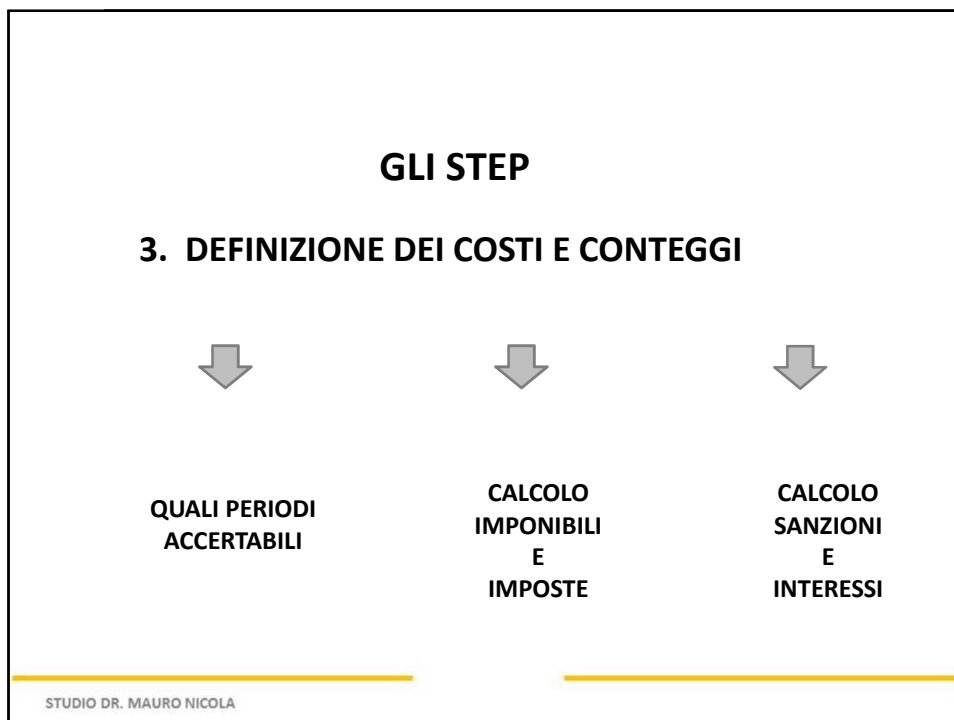 GLI STEP
3. DEFINIZIONE DEI COSTI E CONTEGGI
QUALI PERIODI
ACCERTABILI
CALCOLO
IMPONIBILI
E
IMPOSTE
CALCOLO
SANZIONI
E
INTERESSI
STUDIO DR. MAURO NICOLA